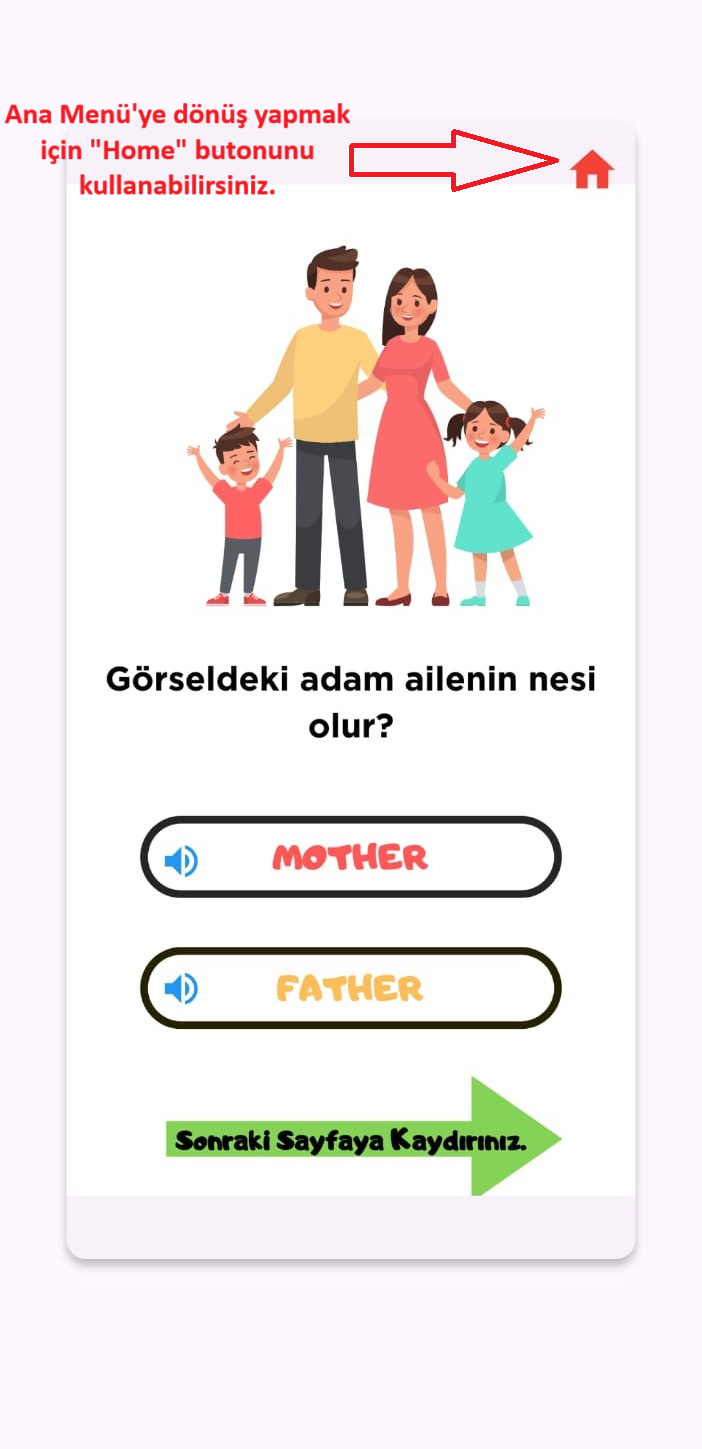 Ana Menü'ye dönüş yapmak
için "Home" butonunu
kullanabilirsiniz.
Görseldeki adam ailenin nesi
olur?
MOTHER
FATHER
Sonraki Sayfaya Kaydırınız.